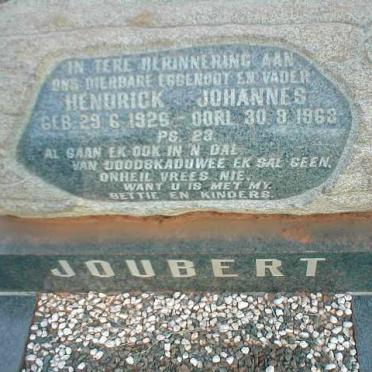 IN TERE HERINNERING AAN
ONS DIERBARE EGGENOOT EN VADER
HENDRICK JOHANNES
GEB. 29 6 1926 - OORL 30 9 1968
PS. 23
AL GAAN EK OOK IN 'N DAL
VAN DOODSKADUWEE EK SAL GEEN
ONHEIL VREES NIE.
WANT U IS MET MY.
BETTIE EN KINDERS.
JOUBERT